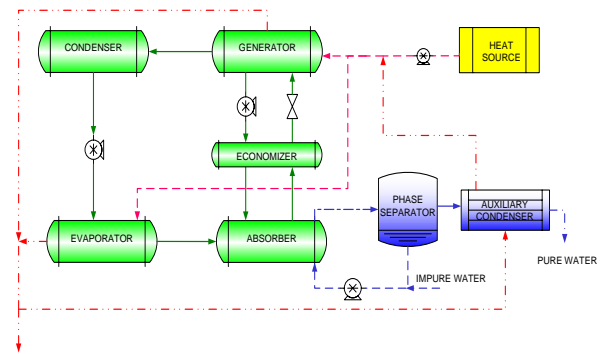 CONDENSER
GENERATOR
HEAT
SOURCE
ECONOMIZER
PHASE
SEPARATOR
AUXILIARY
CONDENSER
EVAPORATOR
ABSORBER
PURE WATER
IMPURE WATER